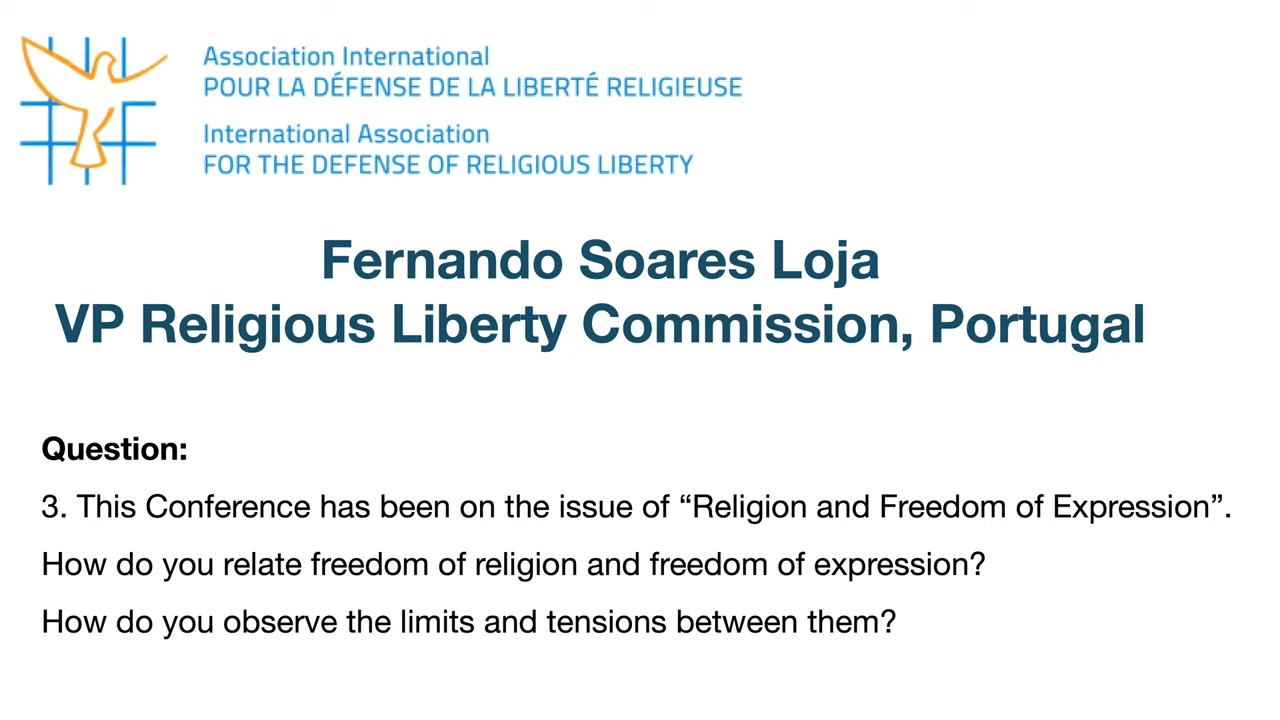 Association International
POUR LA DÉFENSE DE LA LIBERTÉ RELIGIEUSE
International Association
FOR THE DEFENSE OF RELIGIOUS LIBERTY
Fernando Soares Loja
VP Religious Liberty Commission, Portugal
Question:
3. This Conference has been on the issue of “Religion and Freedom of Expression”.
How do you relate freedom of religion and freedom of expression?
How do you observe the limits and tensions between them?